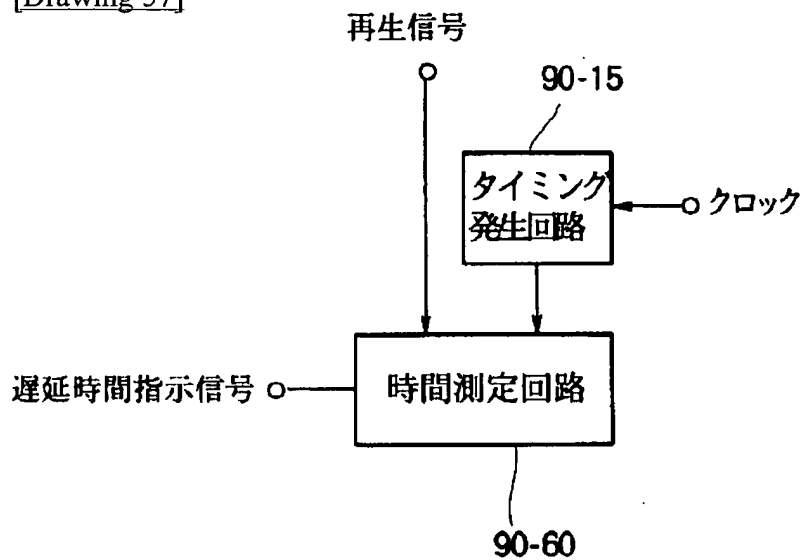 [Drawing 57]
再生信号
90-15
タイミング
発生回路
クロック
遅延時間指示信号
時間測定回路
90-60